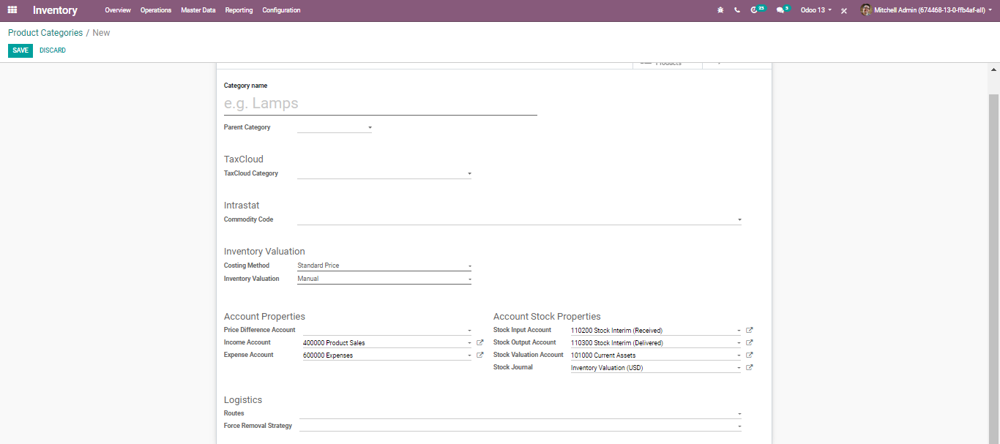 Inventory Overview Operations Master Data Reporting Configuration 23 5 Odoo 13 Mitchell Admin (674468-13-0-ffb4af-all)
Product Categories / New
SAVE DISCARD
Products
Category name
e.g. Lamps
Parent Category
TaxCloud
TaxCloud Category
Intrastat
Commodity Code
Inventory Valuation
Costing Method Standard Price
Inventory Valuation Manual
Account Properties Account Stock Properties
Price Difference Account Stock Input Account 110200 Stock Interim (Received)
Income Account 400000 Product Sales Stock Output Account 110300 Stock Interim (Delivered)
Expense Account 600000 Expenses Stock Valuation Account 101000 Current Assets
Stock Journal Inventory Valuation (USD)
Logistics
Routes
Force Removal Strategy